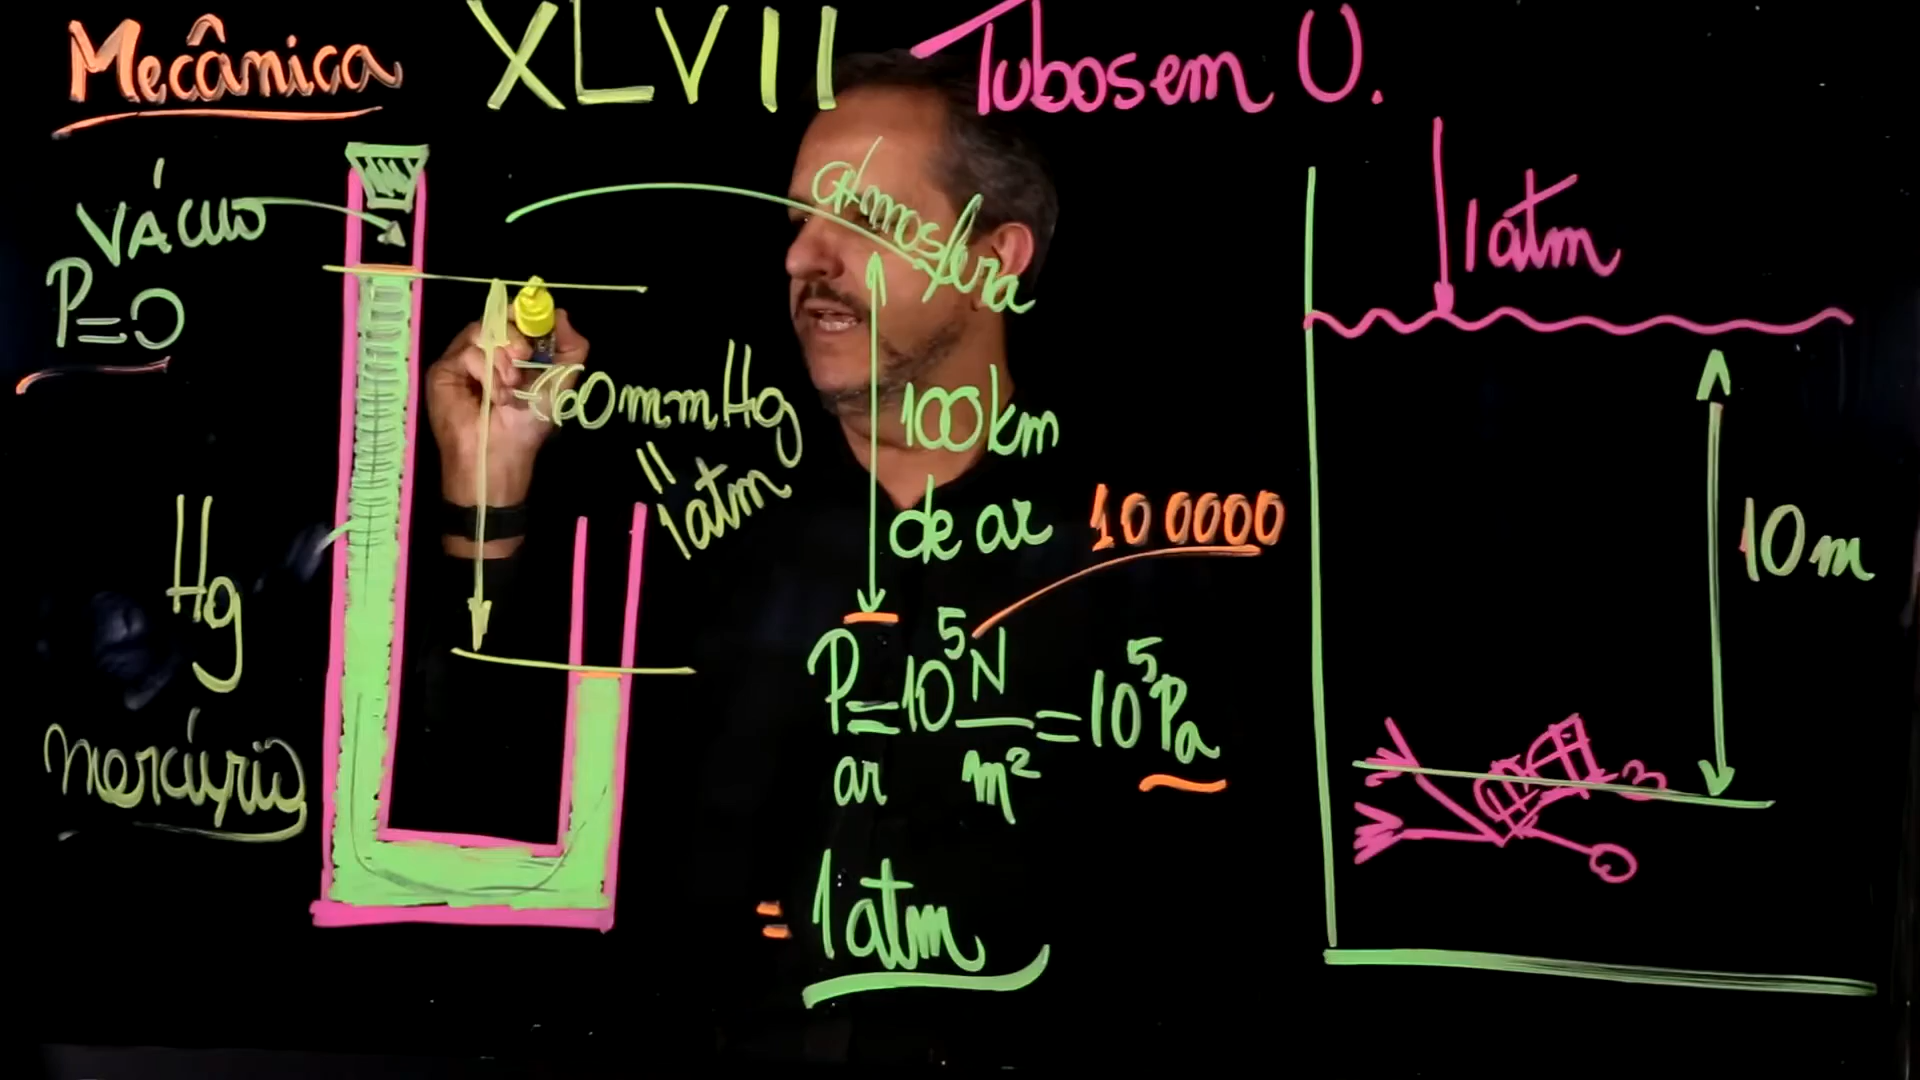 Mecânica XLVII Tubos em U.
VÁCUO
P=0
Hg
mercúrio
760mmHg
=
1atm
atmosfera
100km
de ar
100000
P=10⁵ N = 10⁵Pa
ar m²
= 1atm
1atm
10m